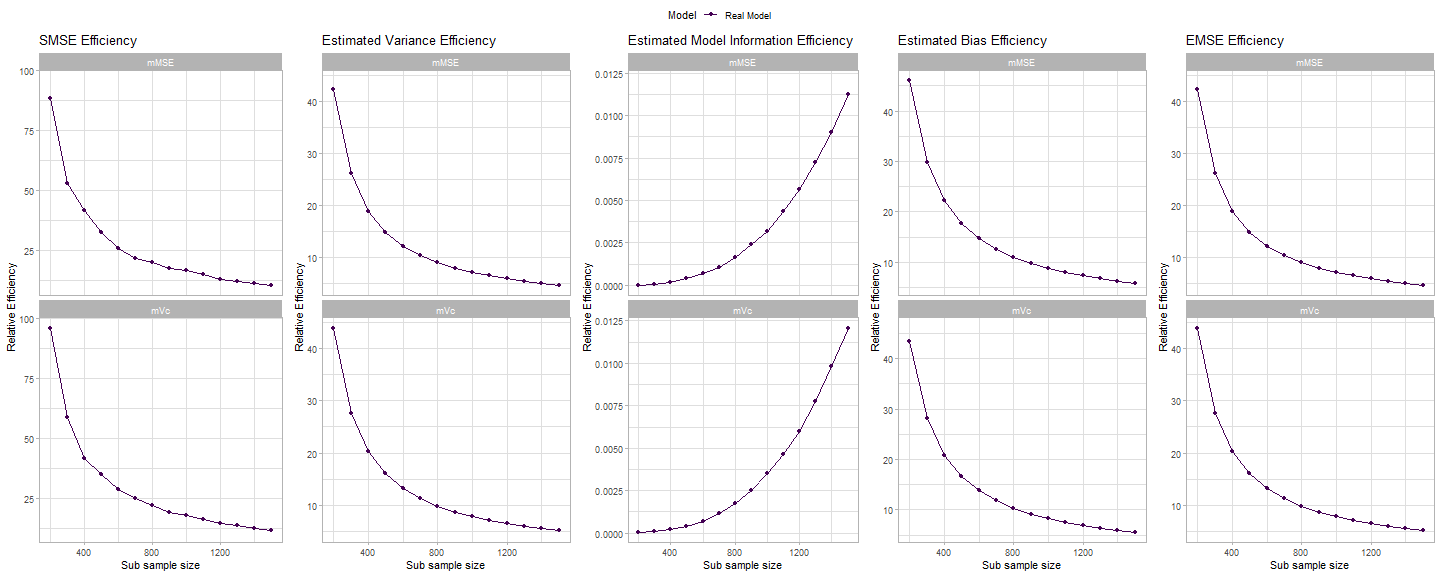 Model Real Model
SMSE Efficiency
mMSE
100
75
50
25
mVc
100
75
50
25
400 800 1200
Sub sample size
Relative Efficiency
Relative Efficiency
Estimated Variance Efficiency
mMSE
40
30
20
10
mVc
40
30
20
10
400 800 1200
Sub sample size
Relative Efficiency
Relative Efficiency
Estimated Model Information Efficiency
mMSE
0.0125
0.0100
0.0075
0.0050
0.0025
0.0000
mVc
0.0125
0.0100
0.0075
0.0050
0.0025
0.0000
400 800 1200
Sub sample size
Relative Efficiency
Estimated Bias Efficiency
mMSE
40
30
20
10
mVc
40
30
20
10
400 800 1200
Sub sample size
Relative Efficiency
EMSE Efficiency
mMSE
40
30
20
10
mVc
40
30
20
10
400 800 1200
Sub sample size